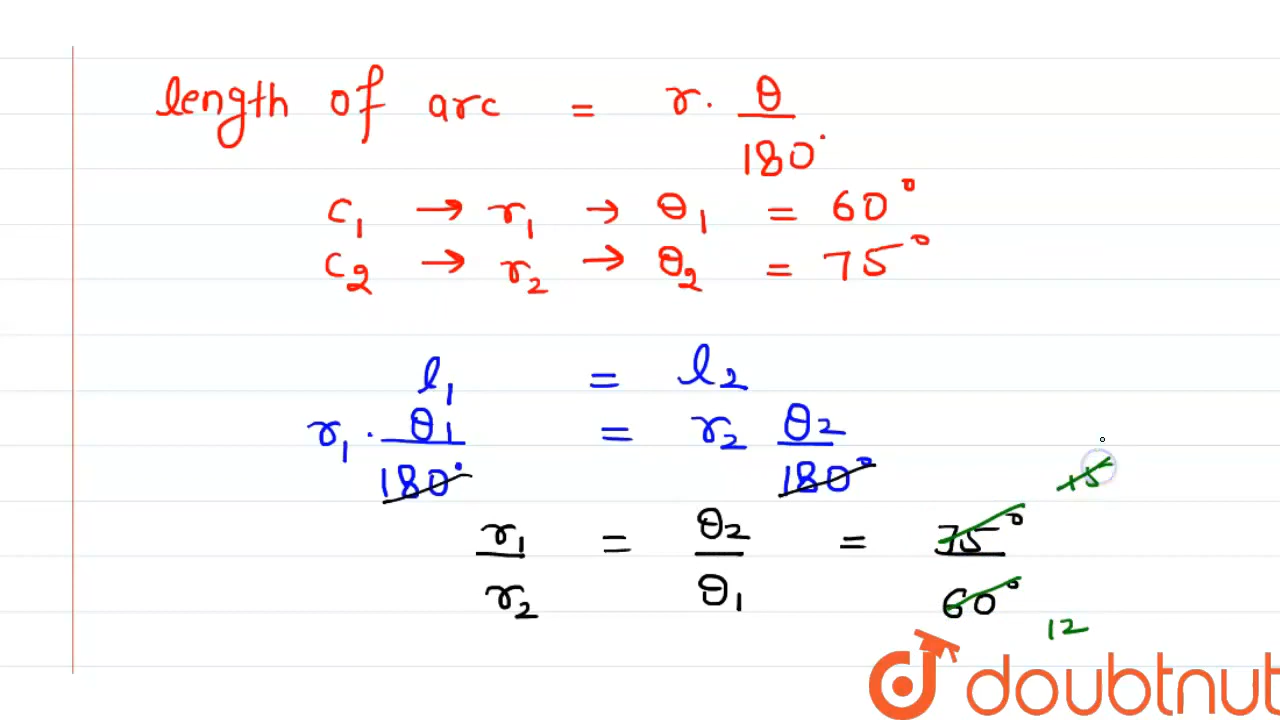 length of arc = r. θ/180°
C₁ → r₁ → θ₁ = 60°
C₂ → r₂ → θ₂ = 75°
l₁ = l₂
r₁ . θ₁/180° = r₂ θ₂/180°
15
r₁/r₂ = θ₂/θ₁ = 75°/60°
12
doubtnut